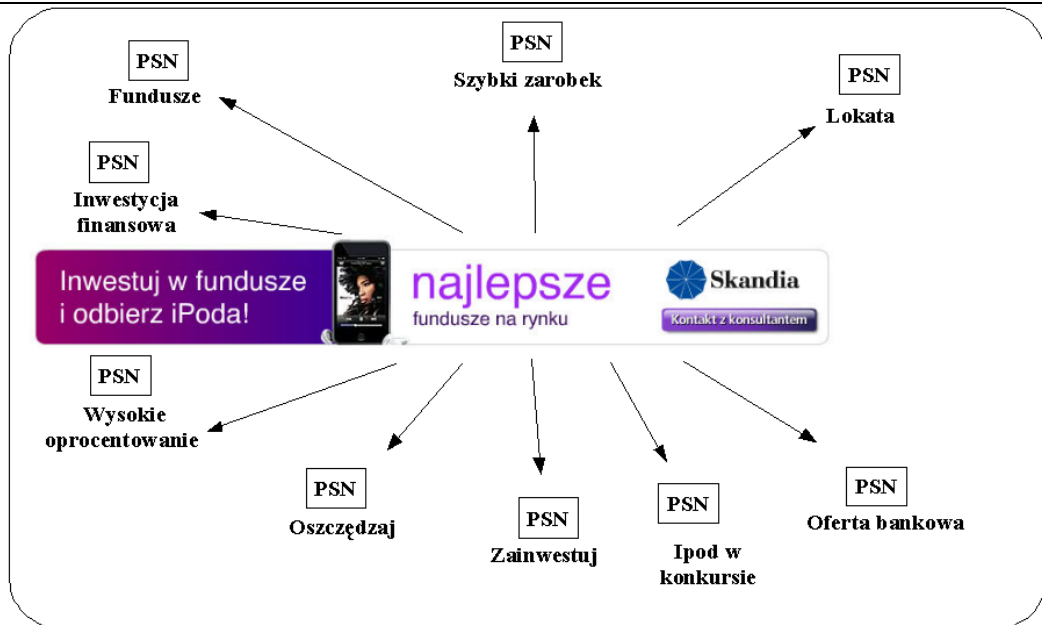 PSN
Szybki zarobek
PSN
Fundusze
PSN
Lokata
PSN
Inwestycja
finansowa
Inwestuj w fundusze
i odbierz iPoda!
najlepsze
fundusze na rynku
Skandia
Kontakt z konsultantem
PSN
Wysokie
oprocentowanie
PSN
Oszczędzaj
PSN
Zainwestuj
PSN
Ipod w
konkursie
PSN
Oferta bankowa